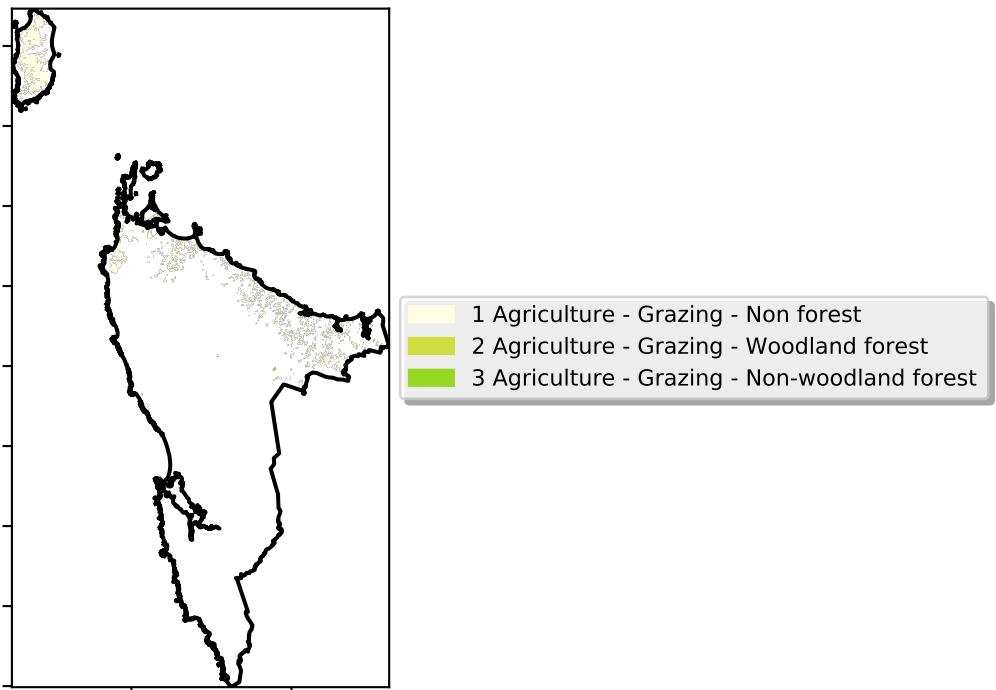 1 Agriculture - Grazing - Non forest
2 Agriculture - Grazing - Woodland forest
3 Agriculture - Grazing - Non-woodland forest